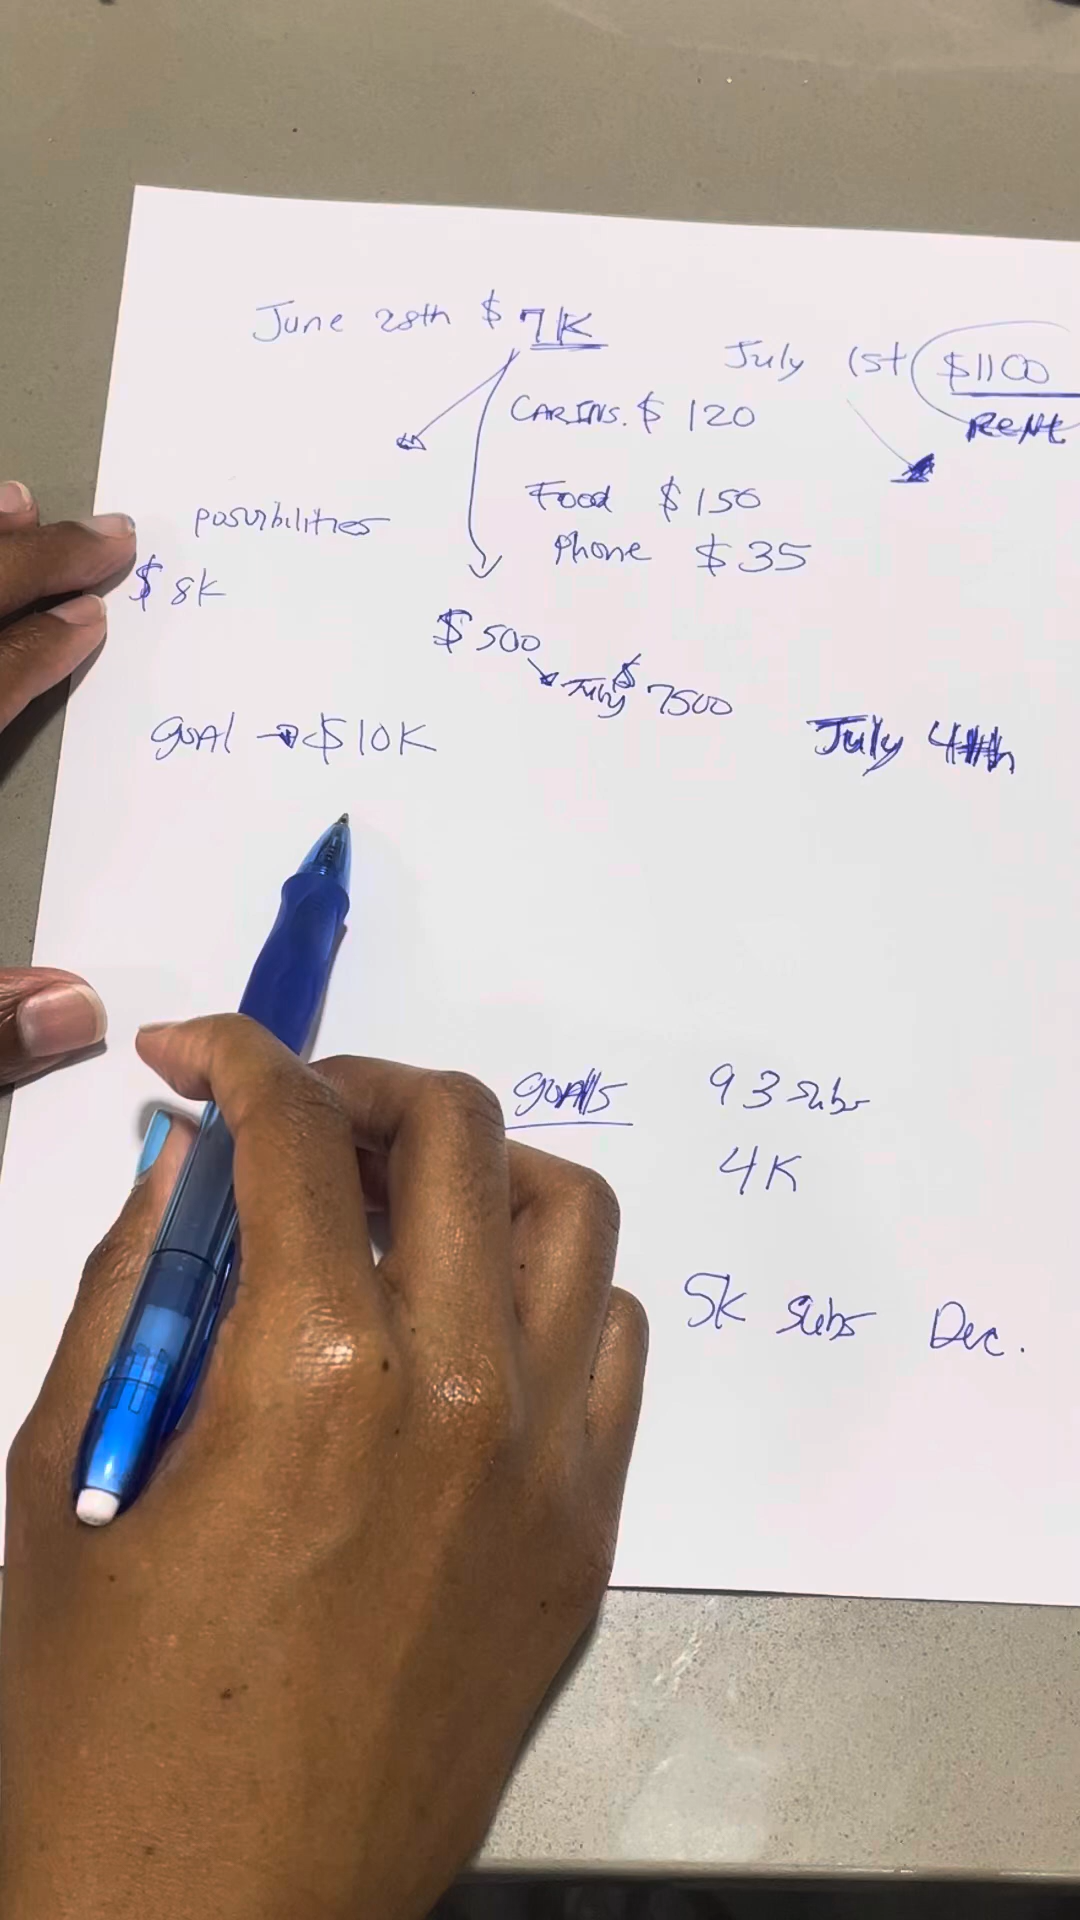 June 28th $ 7K
July 1st $1100
RENt
CAR INS. $ 120
Food $ 150
Phone $ 35
possibilities
$ 8K
$ 500
July $ 7500
goal → $10K
July 4th
goals
93 subs
4K
5k subs Dec.